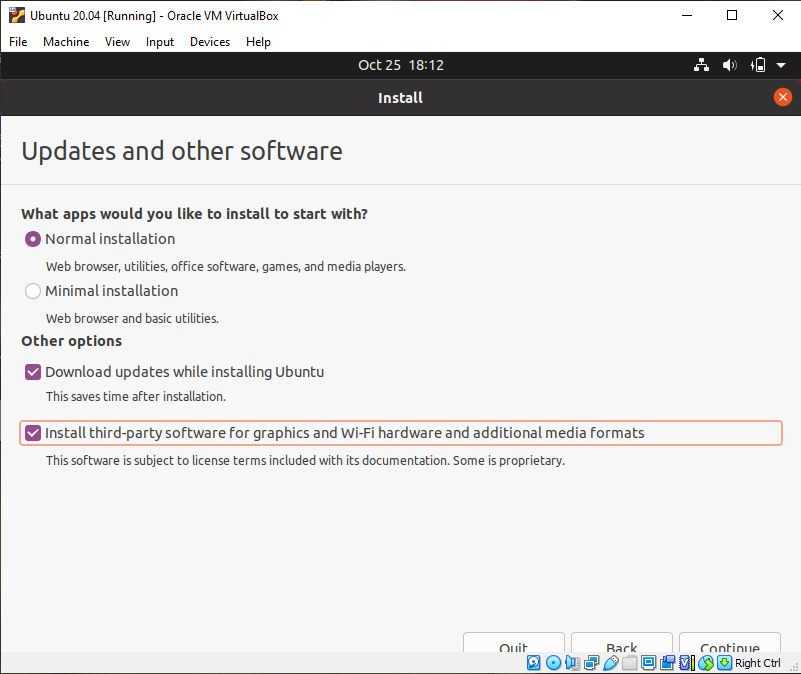 Ubuntu 20.04 [Running] - Oracle VM VirtualBox
File Machine View Input Devices Help
Oct 25 18:12
Install
Updates and other software
What apps would you like to install to start with?
Normal installation
Web browser, utilities, office software, games, and media players.
Minimal installation
Web browser and basic utilities.
Other options
Download updates while installing Ubuntu
This saves time after installation.
Install third-party software for graphics and Wi-Fi hardware and additional media formats
This software is subject to license terms included with its documentation. Some is proprietary.
Quit Back Continue
Right Ctrl